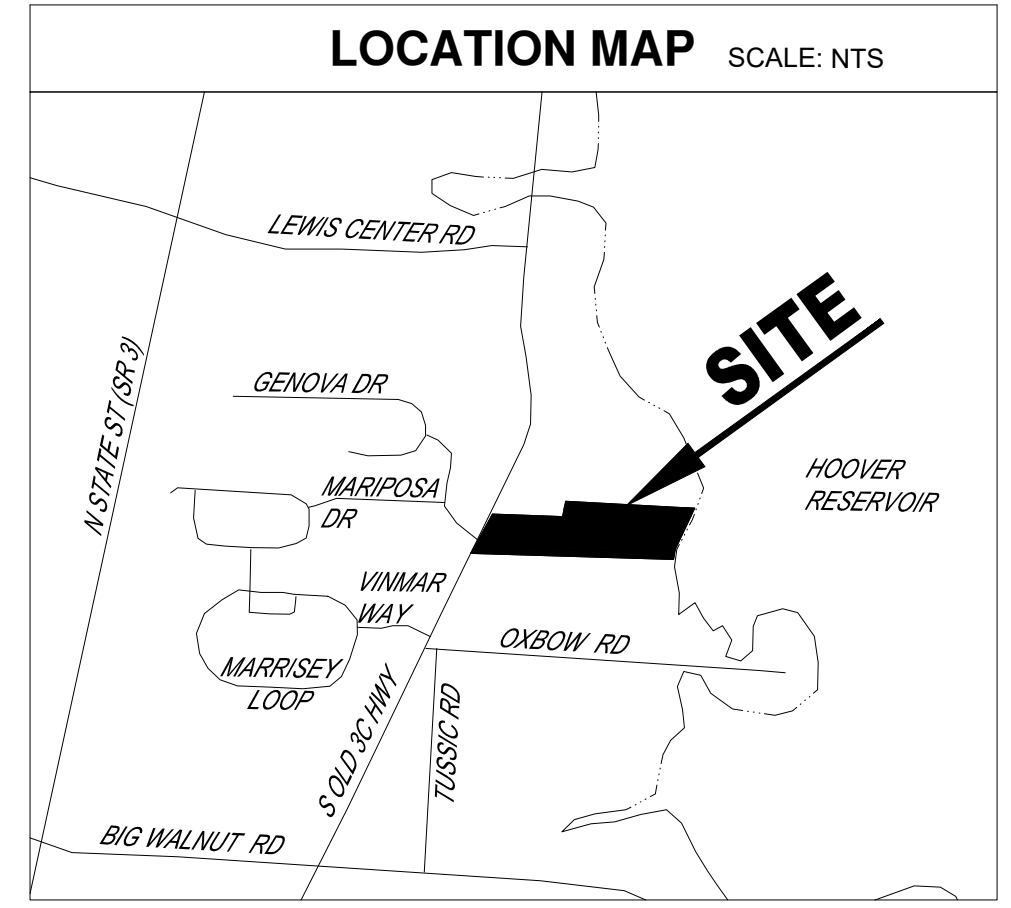 LOCATION MAP SCALE: NTS
LEWIS CENTER RD
SITE
N STATE ST (SR 3)
GENOVA DR
HOOVER
RESERVOIR
MARIPOSA
DR
VINMAR
WAY
OXBOW RD
MARRISEY
LOOP
S OLD 3C HWY
TUSSIC RD
BIG WALNUT RD